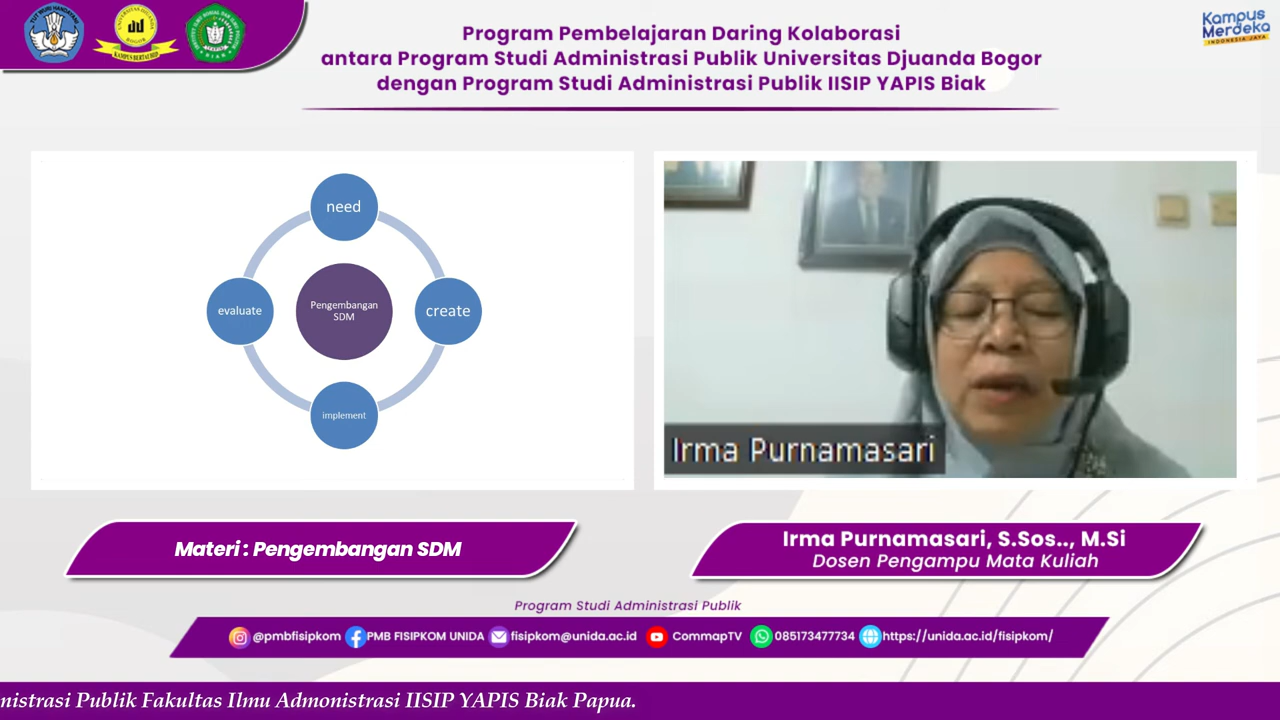 Program Pembelajaran Daring Kolaborasi
antara Program Studi Administrasi Publik Universitas Djuanda Bogor
dengan Program Studi Administrasi Publik IISIP YAPIS Biak
Kampus
Merdeka
INDONESIA JAYA
need
evaluate
Pengembangan
SDM
create
implement
Irma Purnamasari
Materi : Pengembangan SDM
Irma Purnamasari, S.Sos.., M.Si
Dosen Pengampu Mata Kuliah
Program Studi Administrasi Publik
@pmbfisipkom PMB FISIPKOM UNIDA fisipkom@unida.ac.id CommapTV 085173477734 https://unida.ac.id/fisipkom/
nistrasi Publik Fakultas Ilmu Admonistrasi IISIP YAPIS Biak Papua.